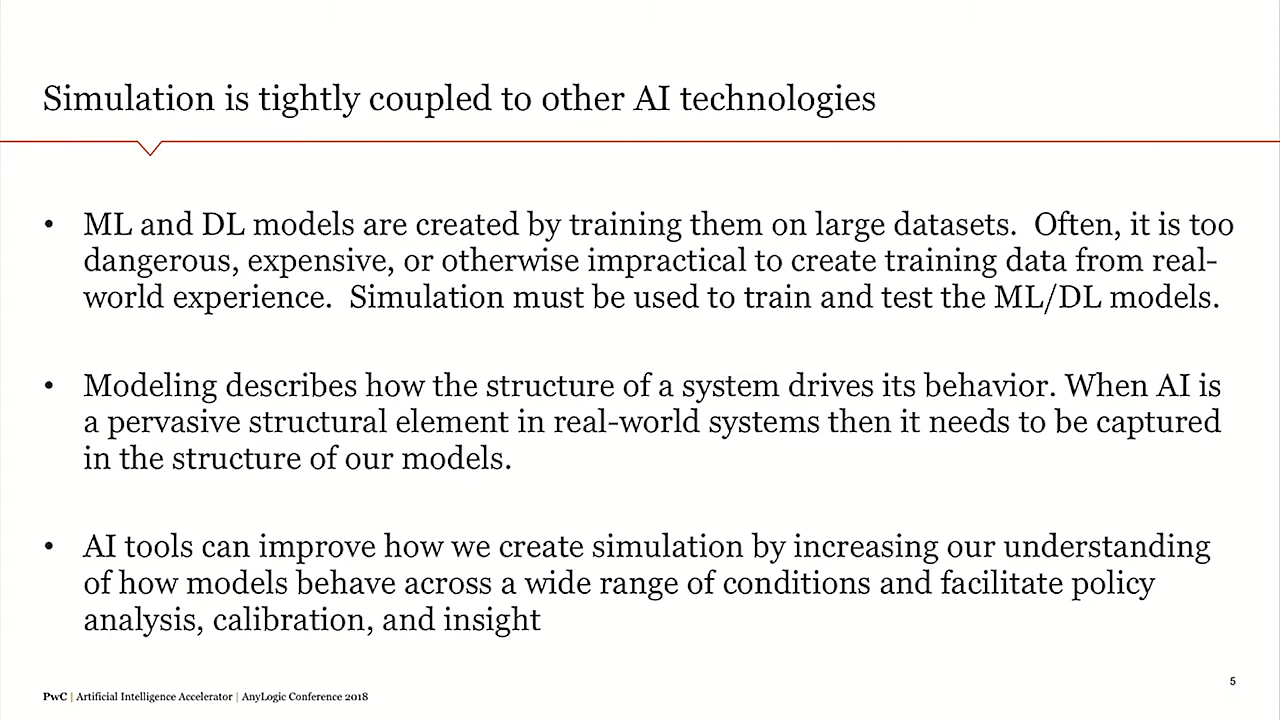 Simulation is tightly coupled to other AI technologies
• ML and DL models are created by training them on large datasets.  Often, it is too
dangerous, expensive, or otherwise impractical to create training data from real-
world experience.  Simulation must be used to train and test the ML/DL models.
• Modeling describes how the structure of a system drives its behavior. When AI is
a pervasive structural element in real-world systems then it needs to be captured
in the structure of our models.
• AI tools can improve how we create simulation by increasing our understanding
of how models behave across a wide range of conditions and facilitate policy
analysis, calibration, and insight
5
PwC | Artificial Intelligence Accelerator | AnyLogic Conference 2018